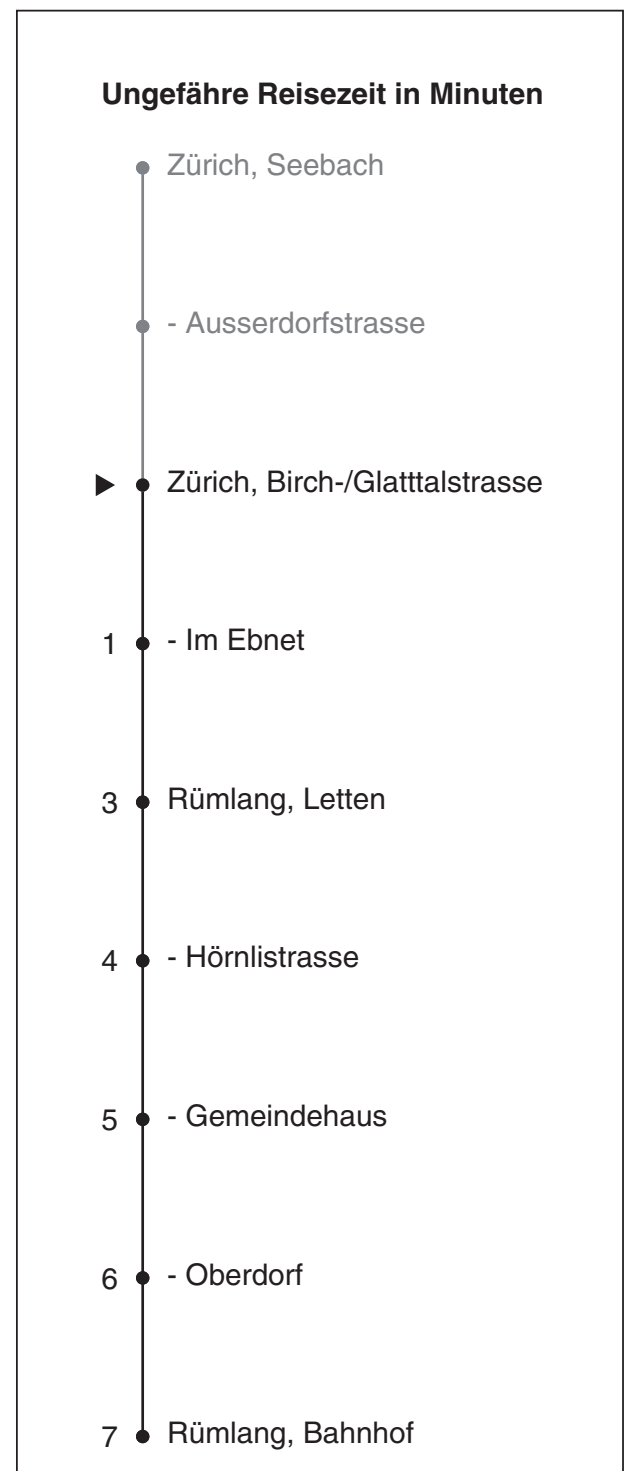 Ungefähre Reisezeit in Minuten
Zürich, Seebach
- Ausserdorfstrasse
Zürich, Birch-/Glatttalstrasse
1 - Im Ebnet
3 Rümlang, Letten
4 - Hörnlistrasse
5 - Gemeindehaus
6 - Oberdorf
7 Rümlang, Bahnhof